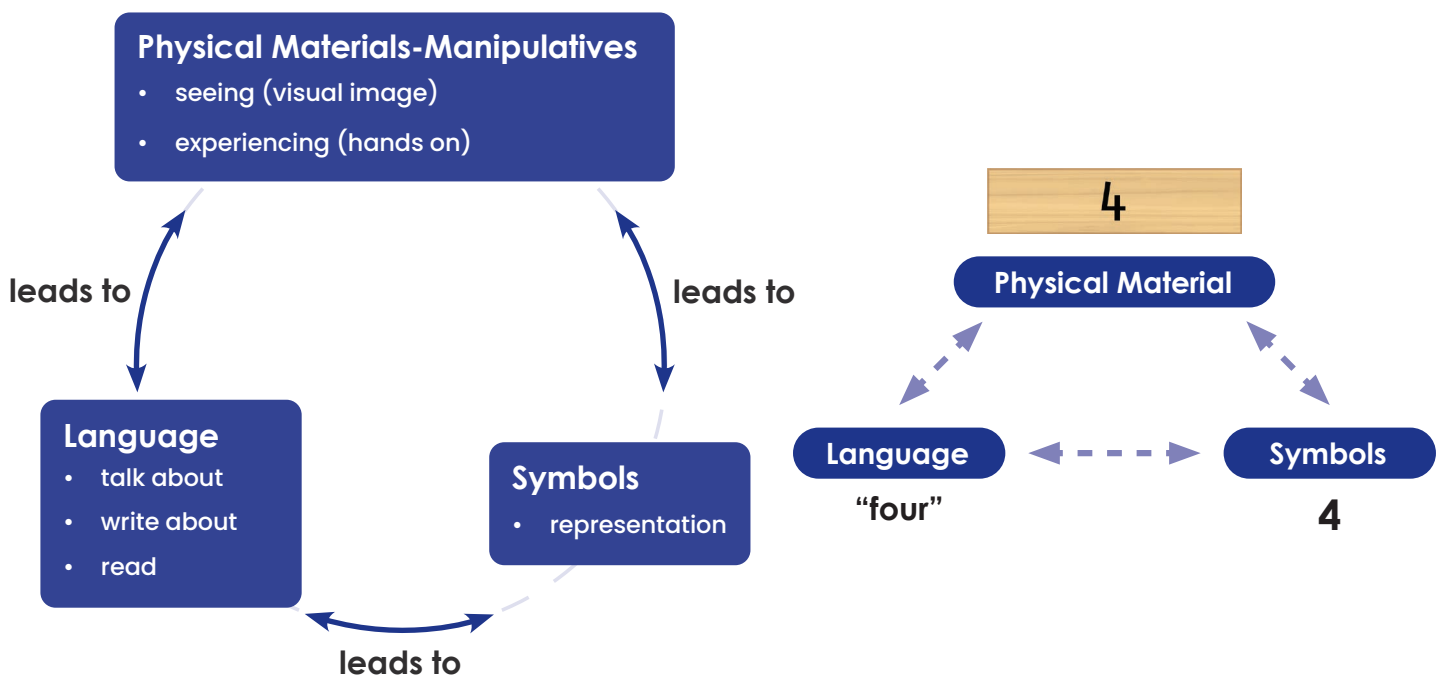 Physical Materials-Manipulatives
• seeing (visual image)
• experiencing (hands on)
leads to
leads to
Language
• talk about
• write about
• read
Symbols
• representation
leads to
4
Physical Material
Language
Symbols
“four”
4